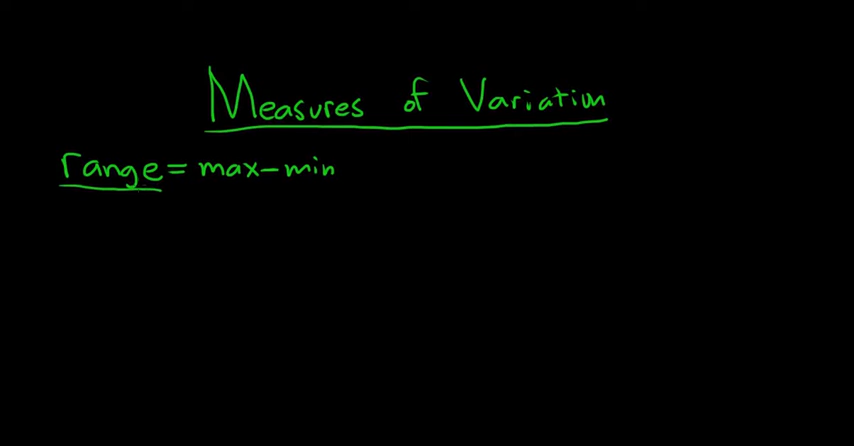 Measures of Variation
range = max - min